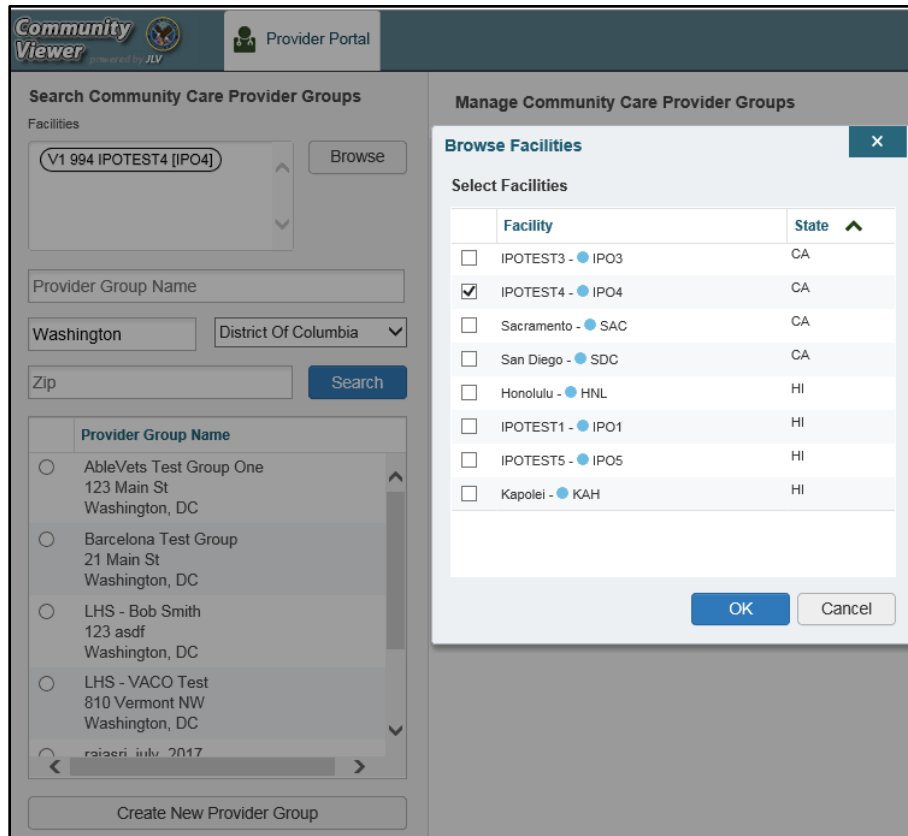 Community
Viewer powered by JLV
Provider Portal
Search Community Care Provider Groups
Facilities
V1 994 IPOTEST4 [IPO4]
Browse
Provider Group Name
Washington
District Of Columbia
Zip
Search
Provider Group Name
AbleVets Test Group One
123 Main St
Washington, DC
Barcelona Test Group
21 Main St
Washington, DC
LHS - Bob Smith
123 asdf
Washington, DC
LHS - VACO Test
810 Vermont NW
Washington, DC
rajasri_july_2017
Create New Provider Group
Manage Community Care Provider Groups
Browse Facilities
x
Select Facilities
Facility State
IPOTEST3 - IPO3 CA
IPOTEST4 - IPO4 CA
Sacramento - SAC CA
San Diego - SDC CA
Honolulu - HNL HI
IPOTEST1 - IPO1 HI
IPOTEST5 - IPO5 HI
Kapolei - KAH HI
OK Cancel